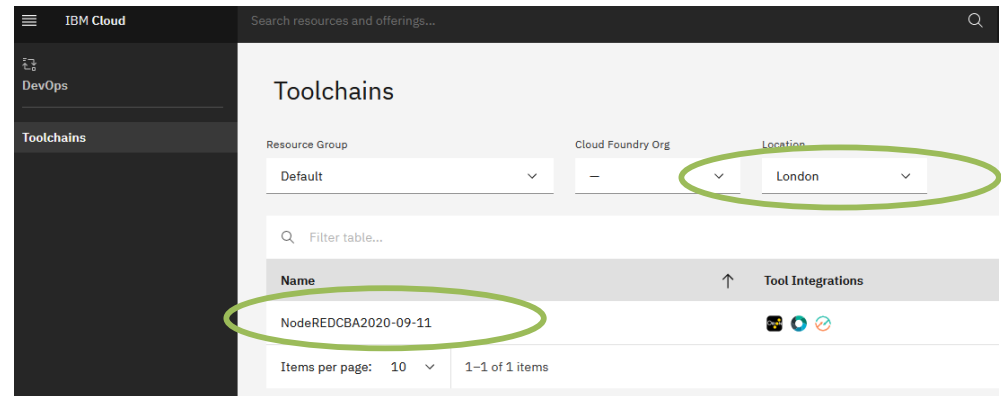 IBM Cloud
Search resources and offerings...
DevOps
Toolchains
Toolchains
Resource Group
Cloud Foundry Org
Location
Default
—
London
Filter table...
Name
Tool Integrations
NodeREDCBA2020-09-11
Items per page: 10
1–1 of 1 items